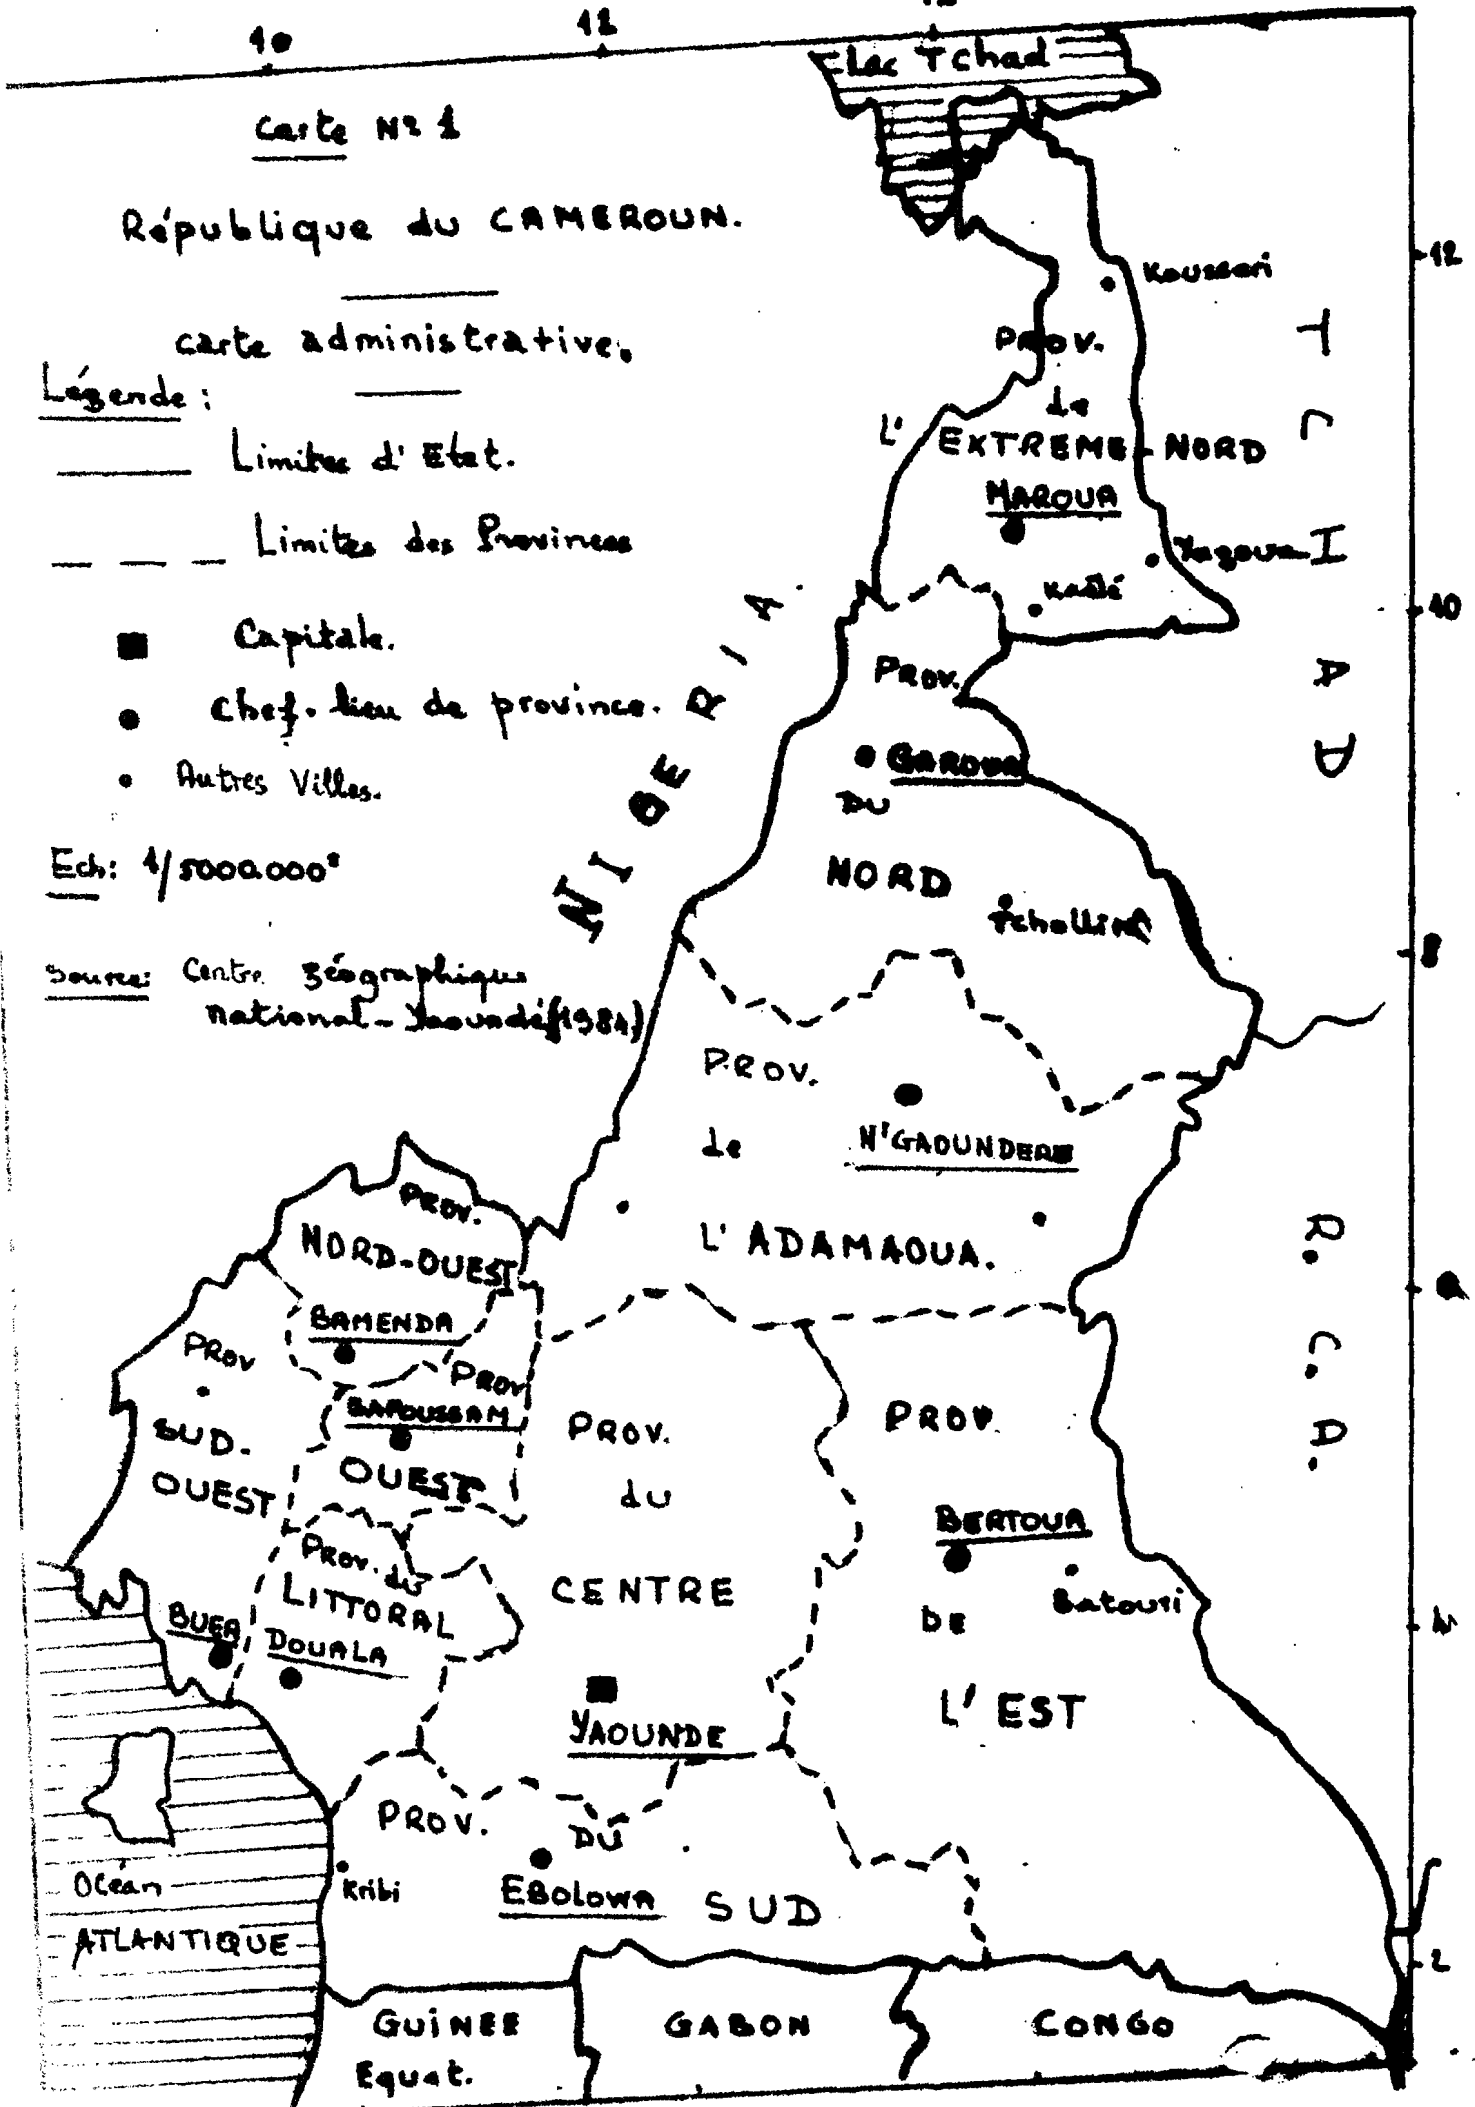 10
12
Lac Tchad
Carte N° 1
République du CAMEROUN.
carte administrative.
Légende :
Limites d' Etat.
Limites des Provinces
Capitale.
Chef-lieu de province.
Autres Villes.
Ech: 1/5000.000°
Source: Centre géographique
national - Yaoundé (1984)
12
Kousseri
PROV.
de
L' EXTREME-NORD
MAROUA
Yagoua
Kaélé
10
TCHAD
NIGERIA
PROV.
GAROUA
DU
NORD
Tcholliré
8
PROV.
de
N'GAOUNDERE
L' ADAMAOUA.
R.C.
PROV.
NORD-OUEST
BAMENDA
PROV
SUD-
OUEST
BUEA
PROV
BAFOUSSAM
OUEST
PROV. du
LITTORAL
DOUALA
PROV.
du
CENTRE
YAOUNDE
PROV.
BERTOUA
Batouri
DE
L' EST
4
PROV.
DU
SUD
EBOLOWA
Kribi
Océan
ATLANTIQUE
2
GUINEE
Equat.
GABON
CONGO